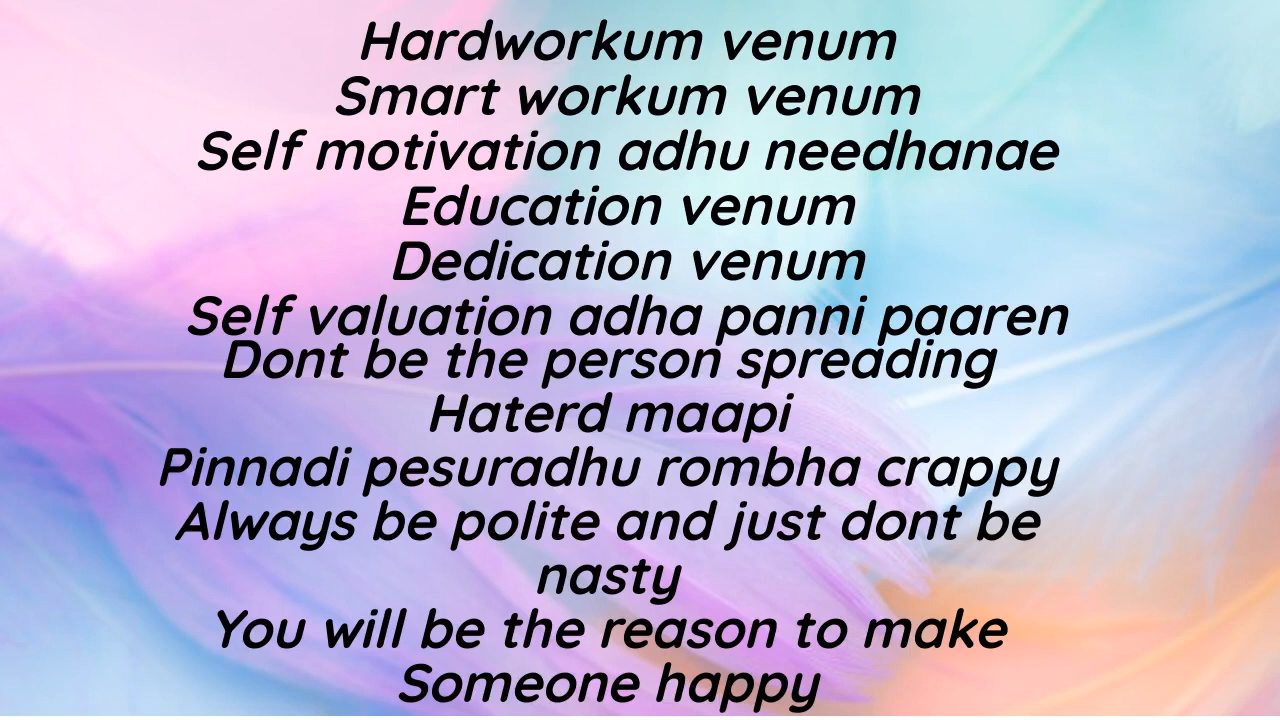 Hardworkum venum
Smart workum venum
Self motivation adhu needhanae
Education venum
Dedication venum
Self valuation adha panni paaren
Dont be the person spreading
Haterd maapi
Pinnadi pesuradhu rombha crappy
Always be polite and just dont be
nasty
You will be the reason to make
Someone happy